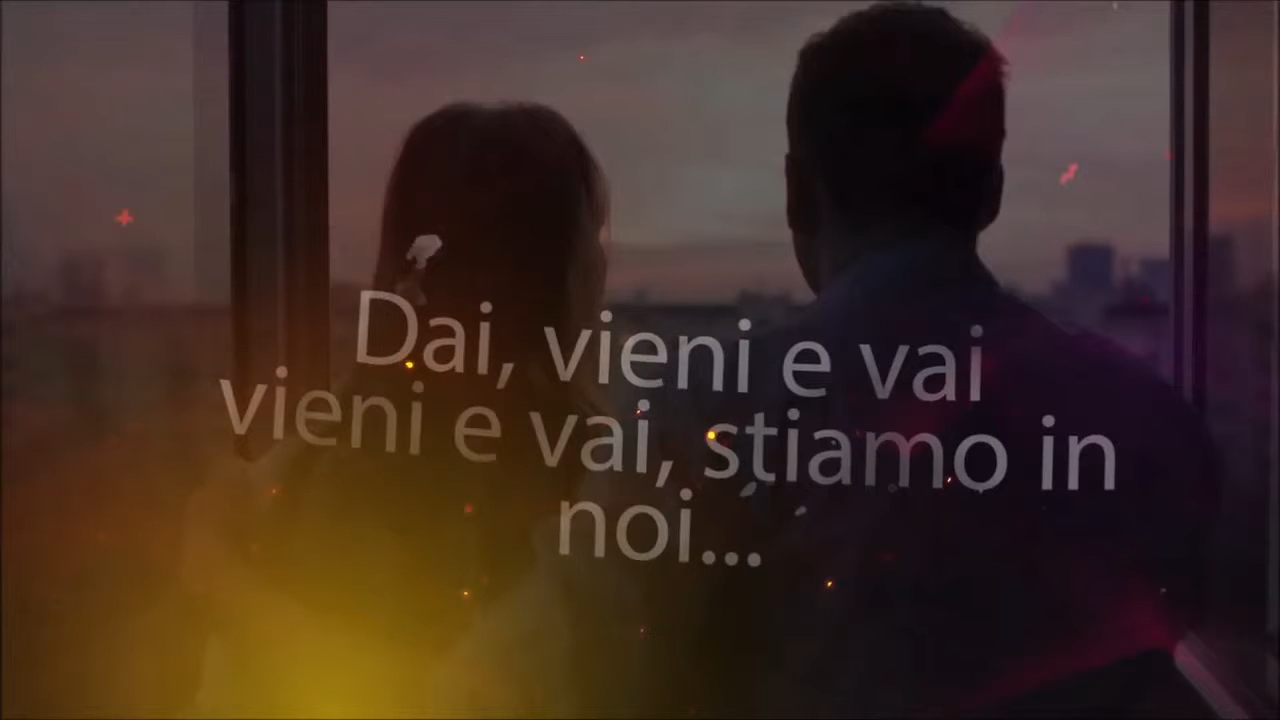 Dai, vieni e vai
vieni e vai, stiamo in
noi...